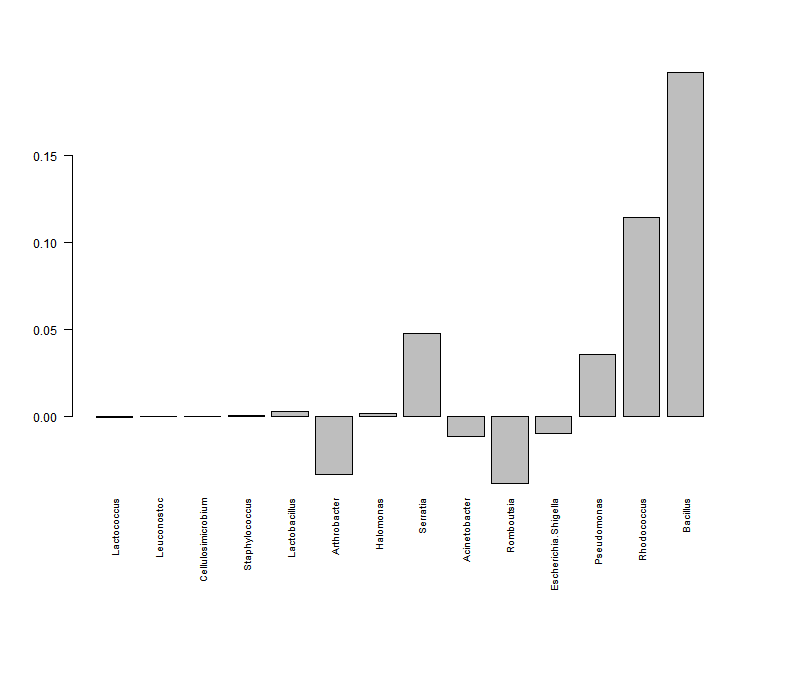 0.15
0.10
0.05
0.00
Lactococcus
Leuconostoc
Cellulosimicrobium
Staphylococcus
Lactobacillus
Arthrobacter
Halomonas
Serratia
Acinetobacter
Romboutsia
Escherichia.Shigella
Pseudomonas
Rhodococcus
Bacillus